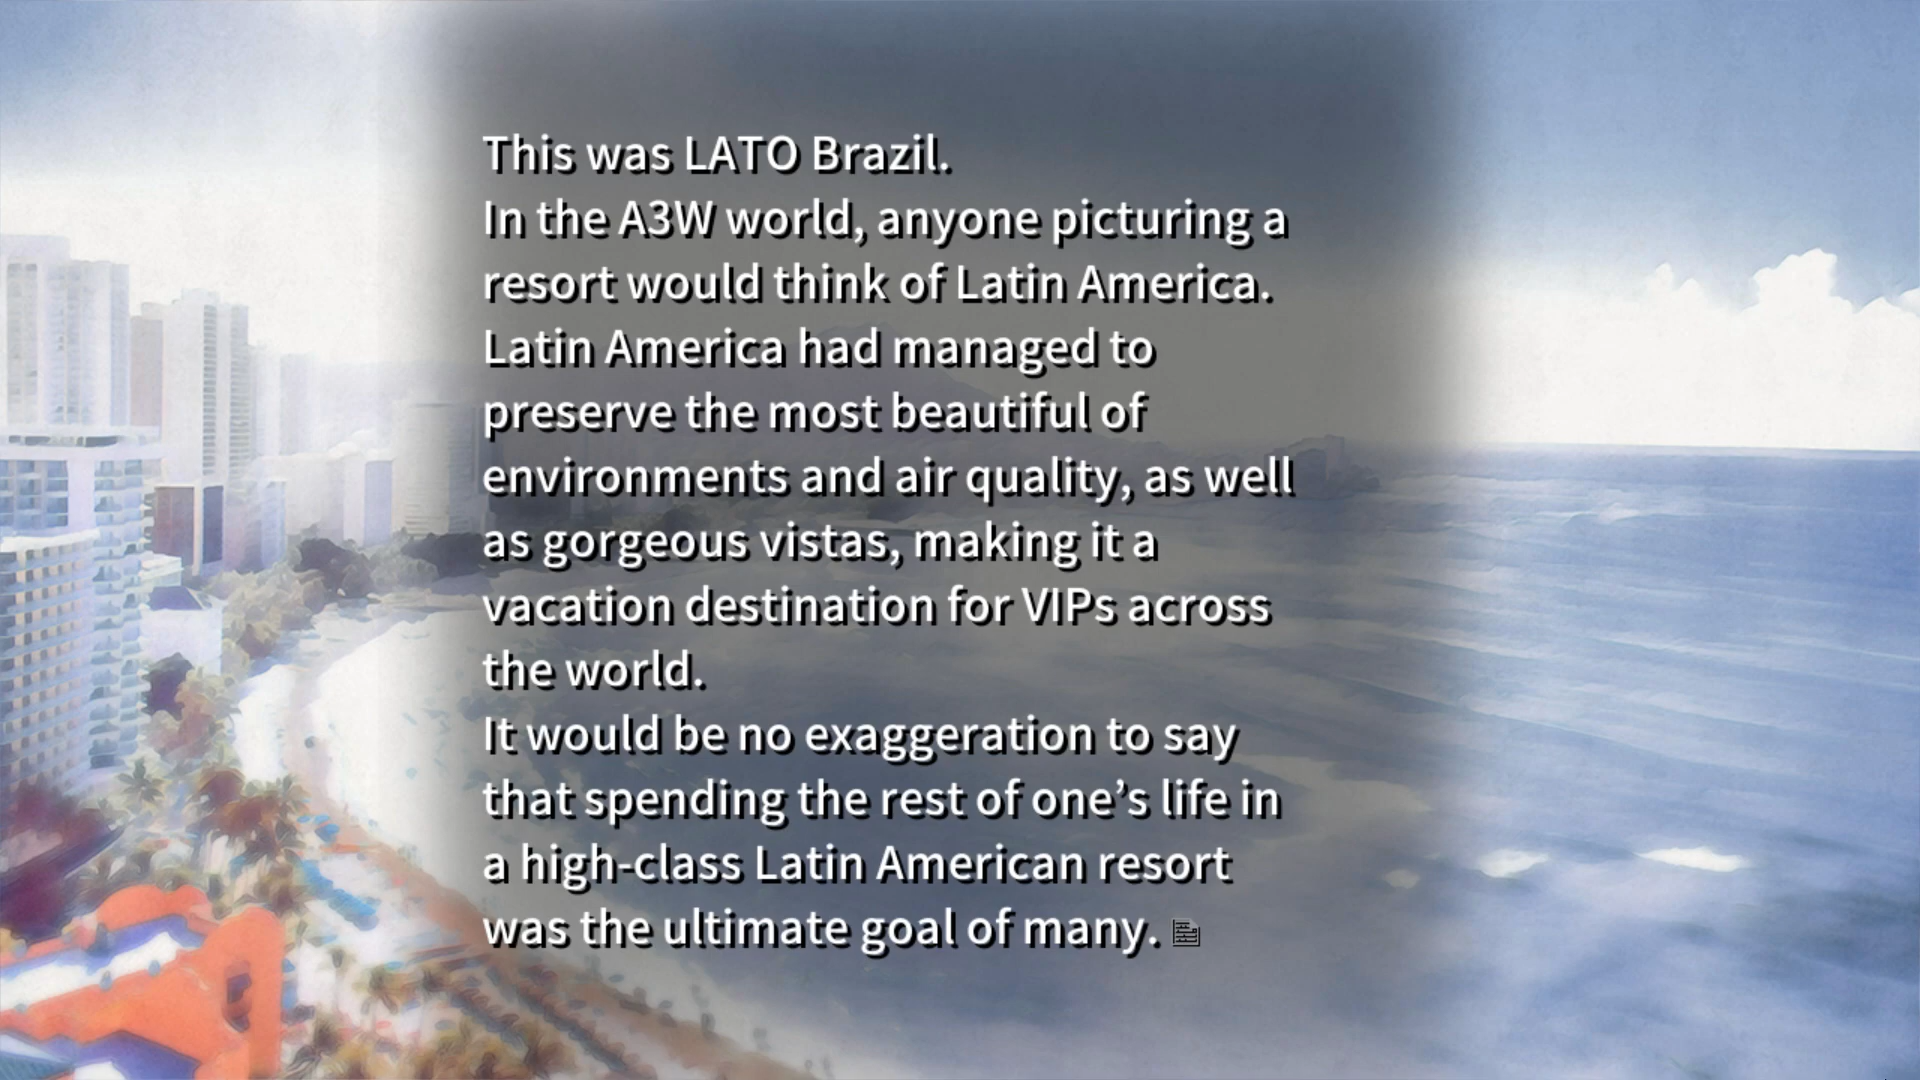 This was LATO Brazil.
In the A3W world, anyone picturing a
resort would think of Latin America.
Latin America had managed to
preserve the most beautiful of
environments and air quality, as well
as gorgeous vistas, making it a
vacation destination for VIPs across
the world.
It would be no exaggeration to say
that spending the rest of one’s life in
a high-class Latin American resort
was the ultimate goal of many.